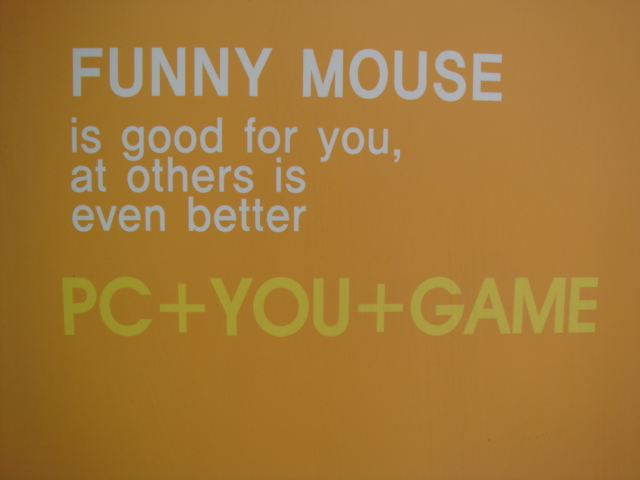 FUNNY MOUSE
is good for you,
at others is
even better
PC+YOU+GAME